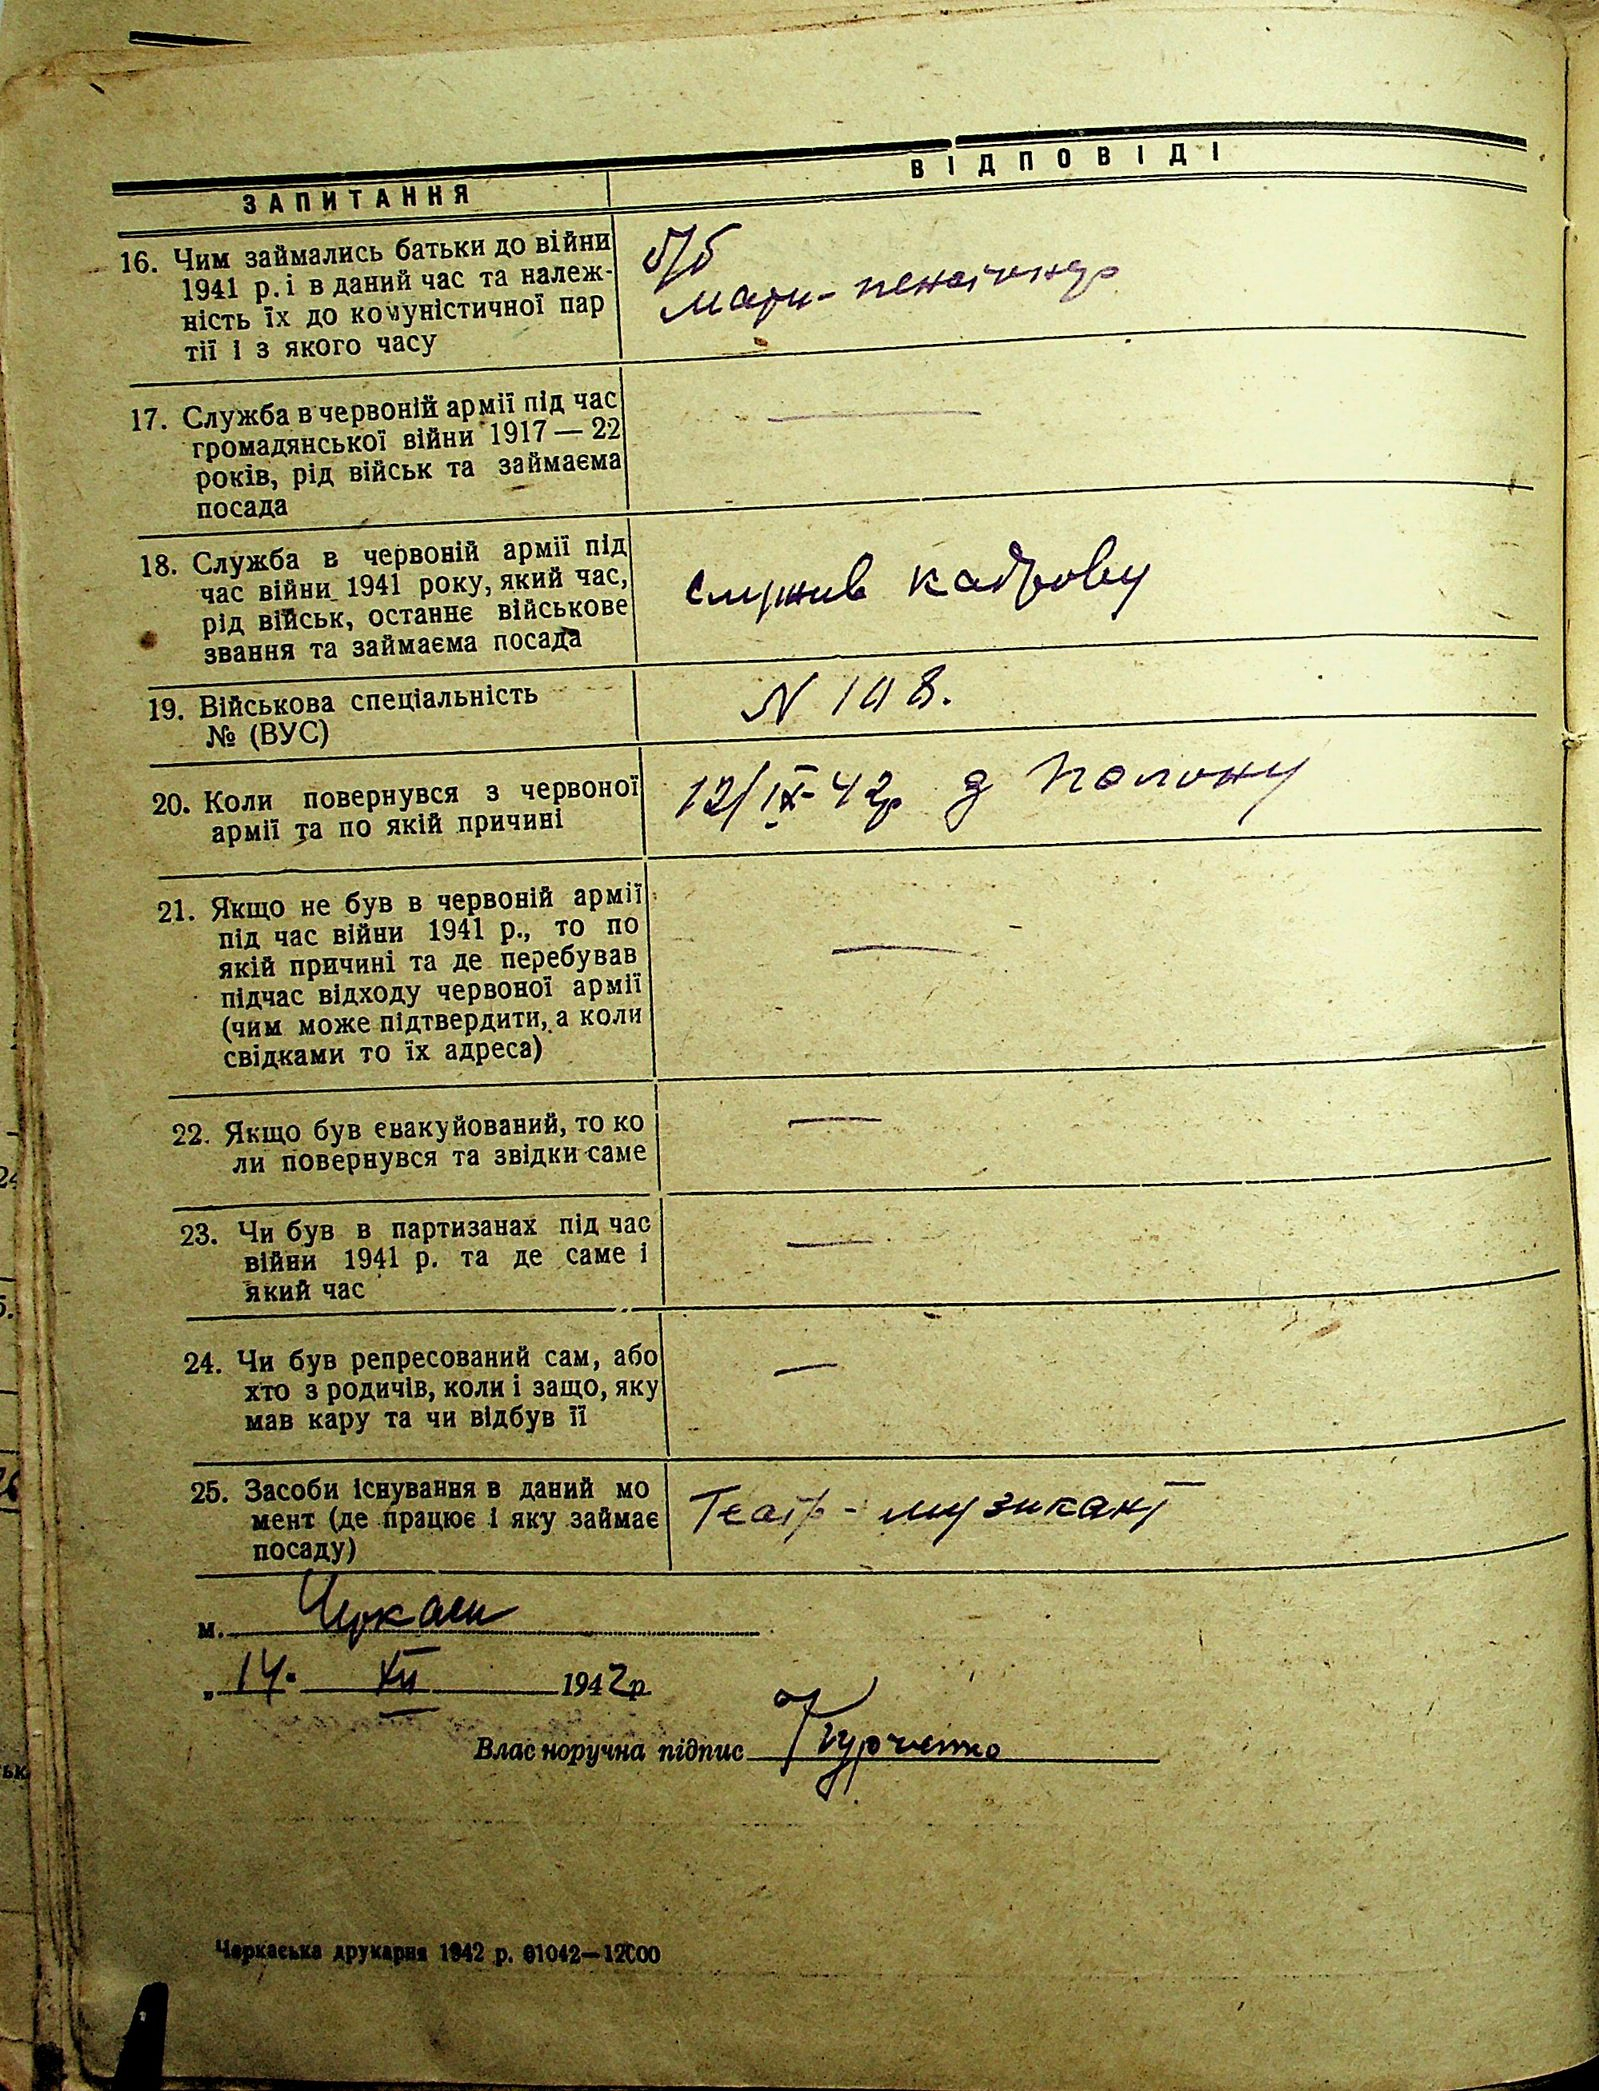 ЗАПИТАННЯ
ВІДПОВІДІ
16. Чим займались батьки до війни
1941 р. і в даний час та належ-
ність їх до комуністичної пар
тії і з якого часу
б/б
Мати - пенсіонер
17. Служба в червоній армії під час
громадянської війни 1917 — 22
років, рід військ та займаєма
посада
—
18. Служба в червоній армії під
час війни 1941 року, який час,
рід військ, останнє військове
звання та займаєма посада
служив кадрову
19. Військова спеціальність
№ (ВУС)
N
20. Коли повернувся з червоної
армії та по якій причині
12/IX-42р з полону
21. Якщо не був в червоній армії
під час війни 1941 р., то по
якій причині та де перебував
підчас відходу червоної армії
(чим може підтвердити, а коли
свідками то їх адреса)
—
22. Якщо був евакуйований, то ко
ли повернувся та звідки саме
—
23. Чи був в партизанах під час
війни 1941 р. та де саме і
який час
—
24. Чи був репресований сам, або
хто з родичів, коли і защо, яку
мав кару та чи відбув її
—
25. Засоби існування в даний мо
мент (де працює і яку займає
посаду)
Театр - музикант
м. Черкаси
„14" XII 1942 р.
Влас норучна підпис
Черкаська друкарня 1942 р. 01042—12000